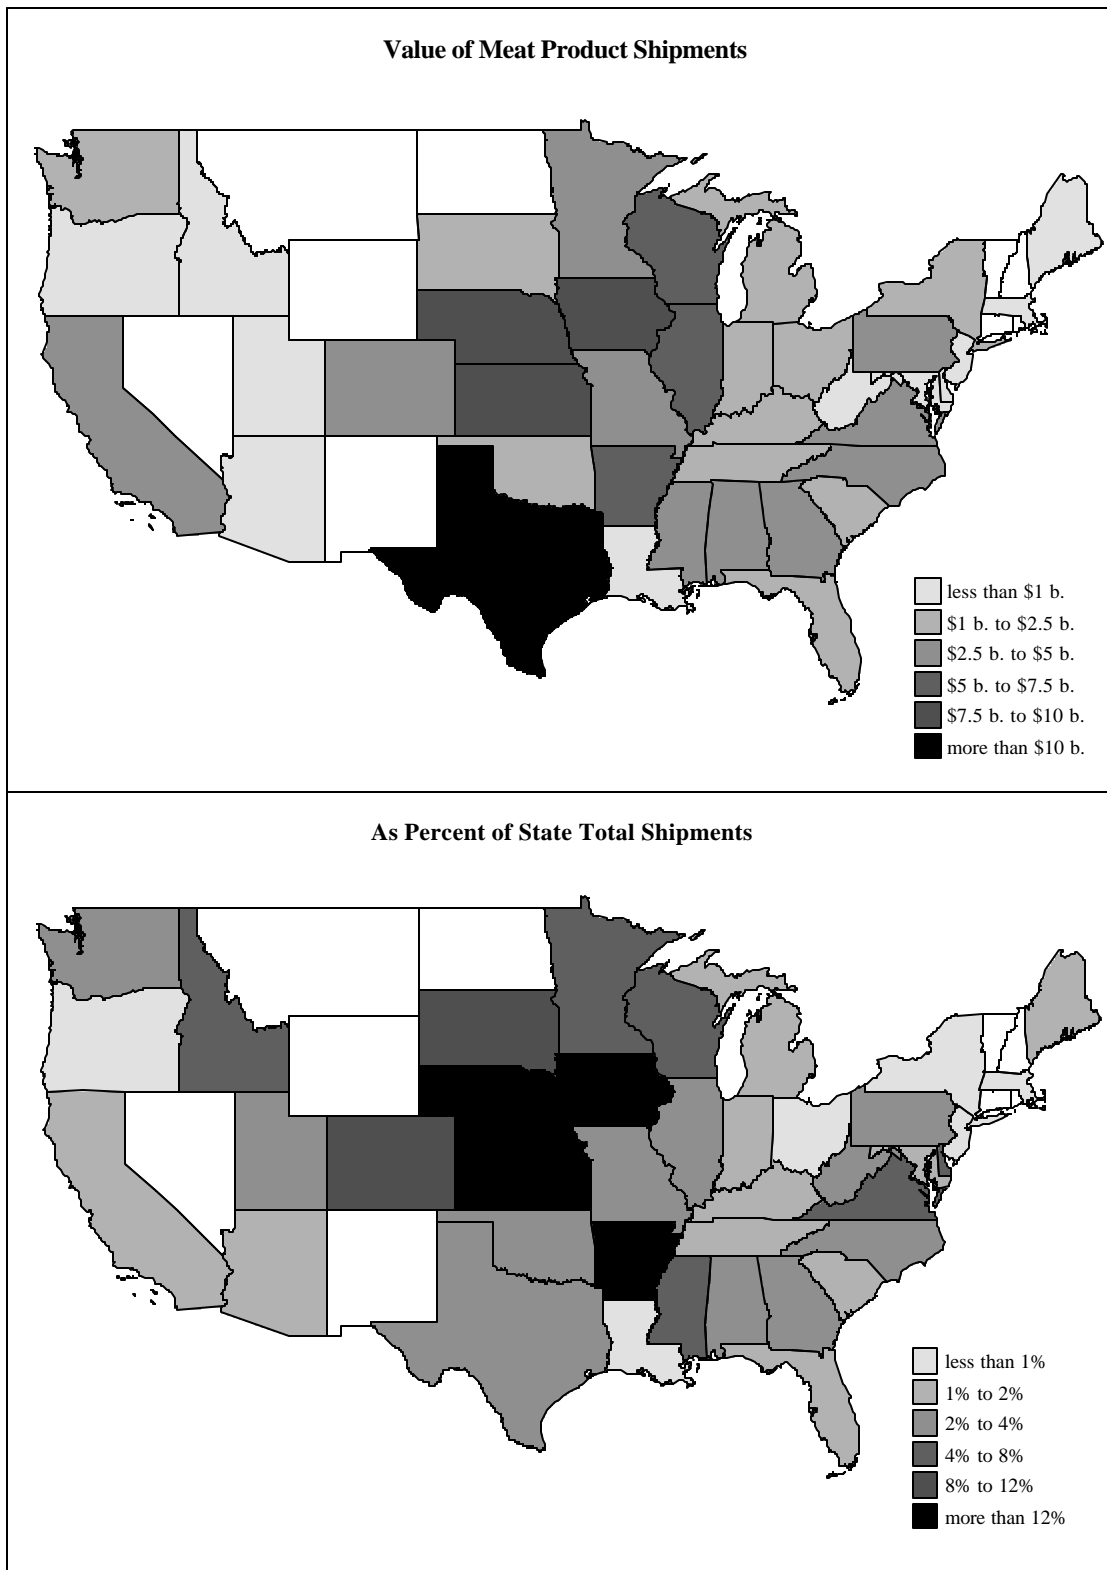 Value of Meat Product Shipments
less than $1 b.
$1 b. to $2.5 b.
$2.5 b. to $5 b.
$5 b. to $7.5 b.
$7.5 b. to $10 b.
more than $10 b.
As Percent of State Total Shipments
less than 1%
1% to 2%
2% to 4%
4% to 8%
8% to 12%
more than 12%